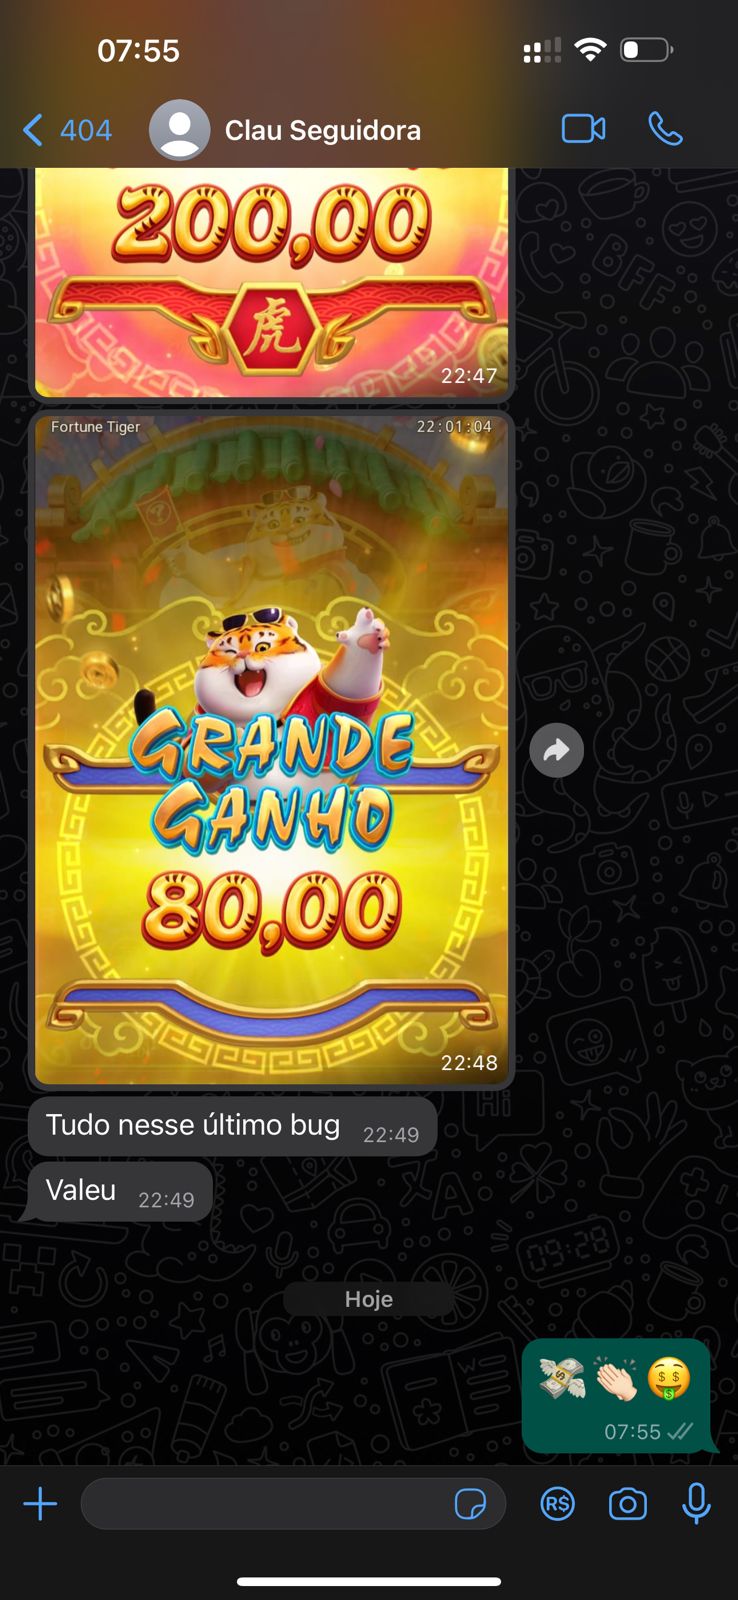 07:55
404
Clau Seguidora
200,00
虎
22:47
Fortune Tiger
22:01:04
GRANDE
GANHO
80,00
22:48
Tudo nesse último bug
22:49
Valeu
22:49
Hoje
07:55
R$